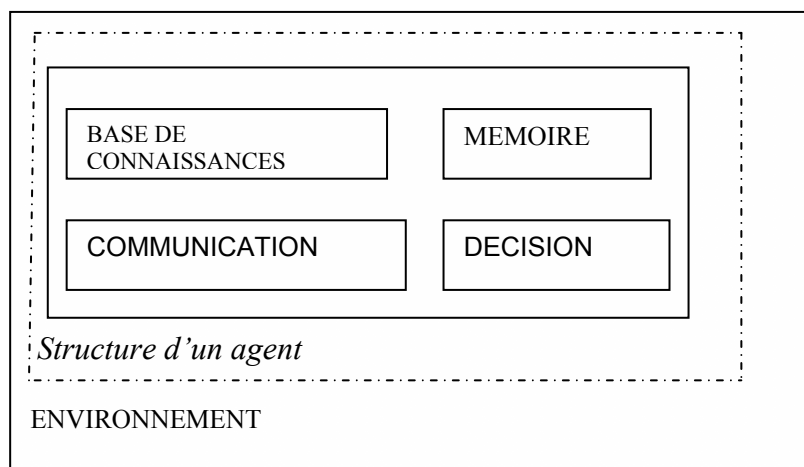 BASE DE
CONNAISSANCES
MEMOIRE
COMMUNICATION
DECISION
Structure d’un agent
ENVIRONNEMENT